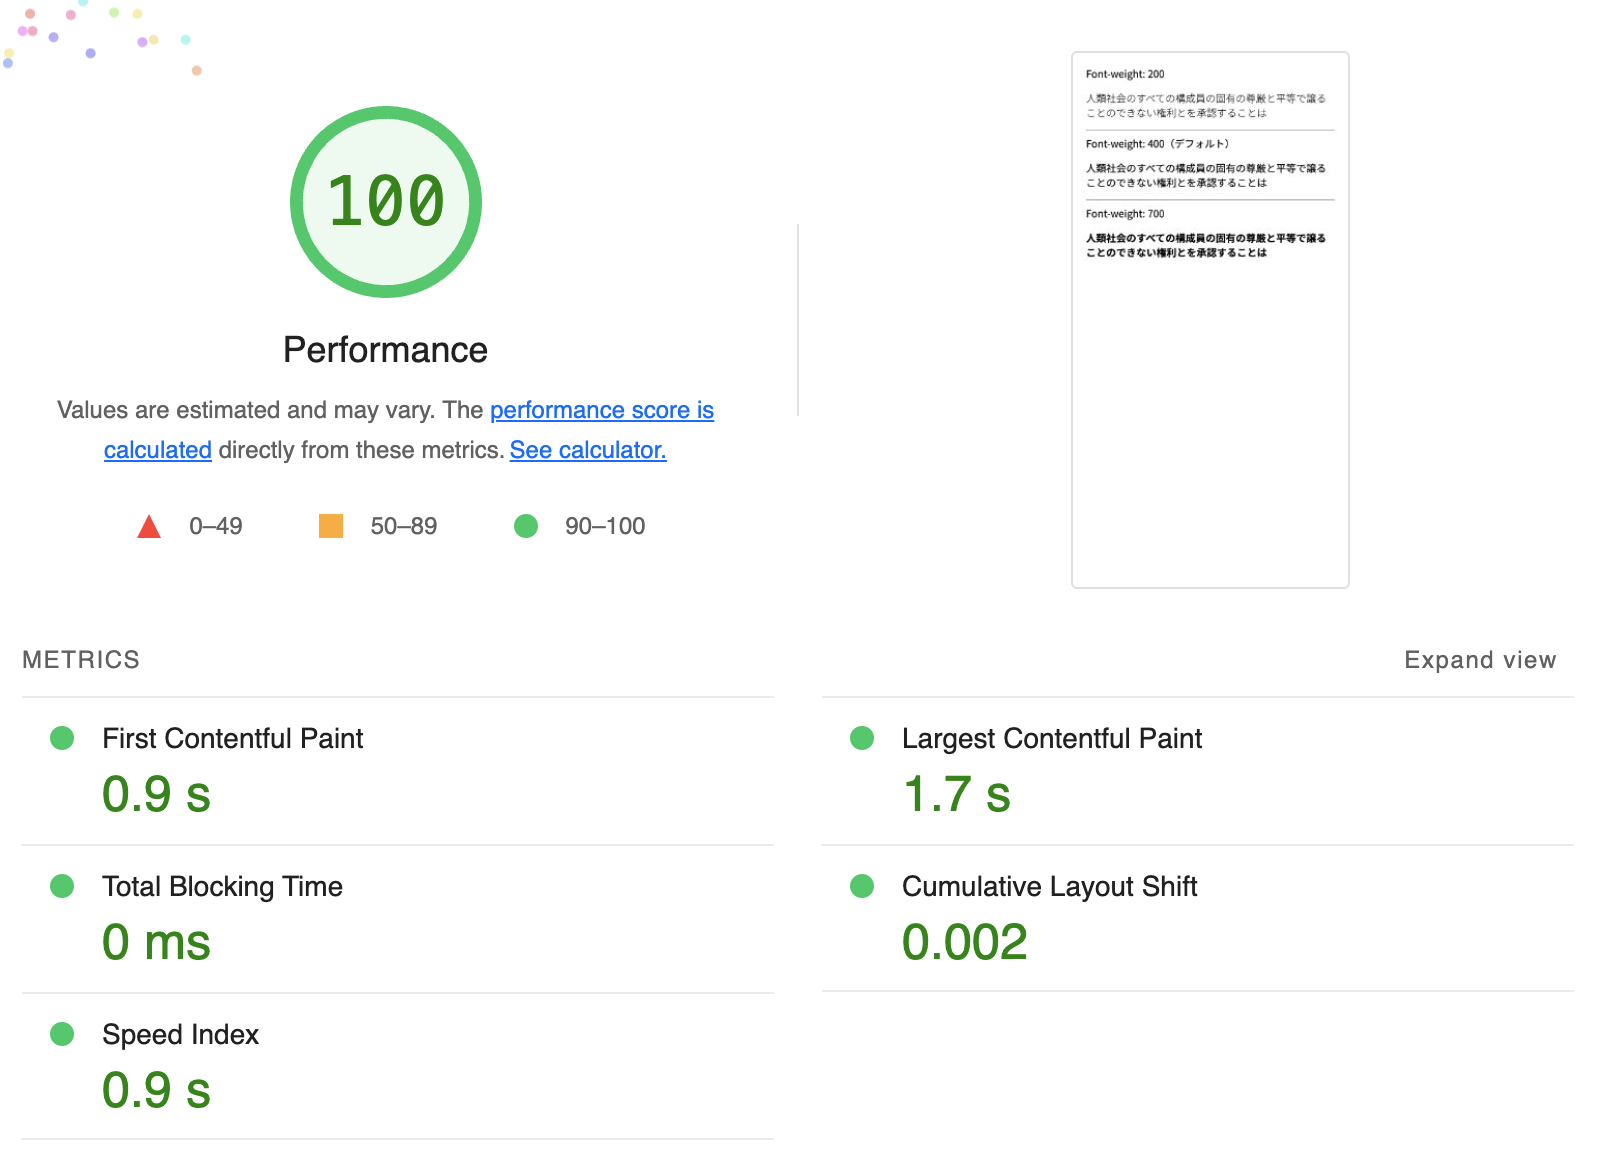 100
Performance
Values are estimated and may vary. The performance score is
calculated directly from these metrics. See calculator.
0–49
50–89
90–100
Font-weight: 200
人類社会のすべての構成員の固有の尊厳と平等で譲る
ことのできない権利とを承認することは
Font-weight: 400（デフォルト）
人類社会のすべての構成員の固有の尊厳と平等で譲る
ことのできない権利とを承認することは
Font-weight: 700
人類社会のすべての構成員の固有の尊厳と平等で譲る
ことのできない権利とを承認することは
METRICS
Expand view
First Contentful Paint
0.9 s
Largest Contentful Paint
1.7 s
Total Blocking Time
0 ms
Cumulative Layout Shift
0.002
Speed Index
0.9 s